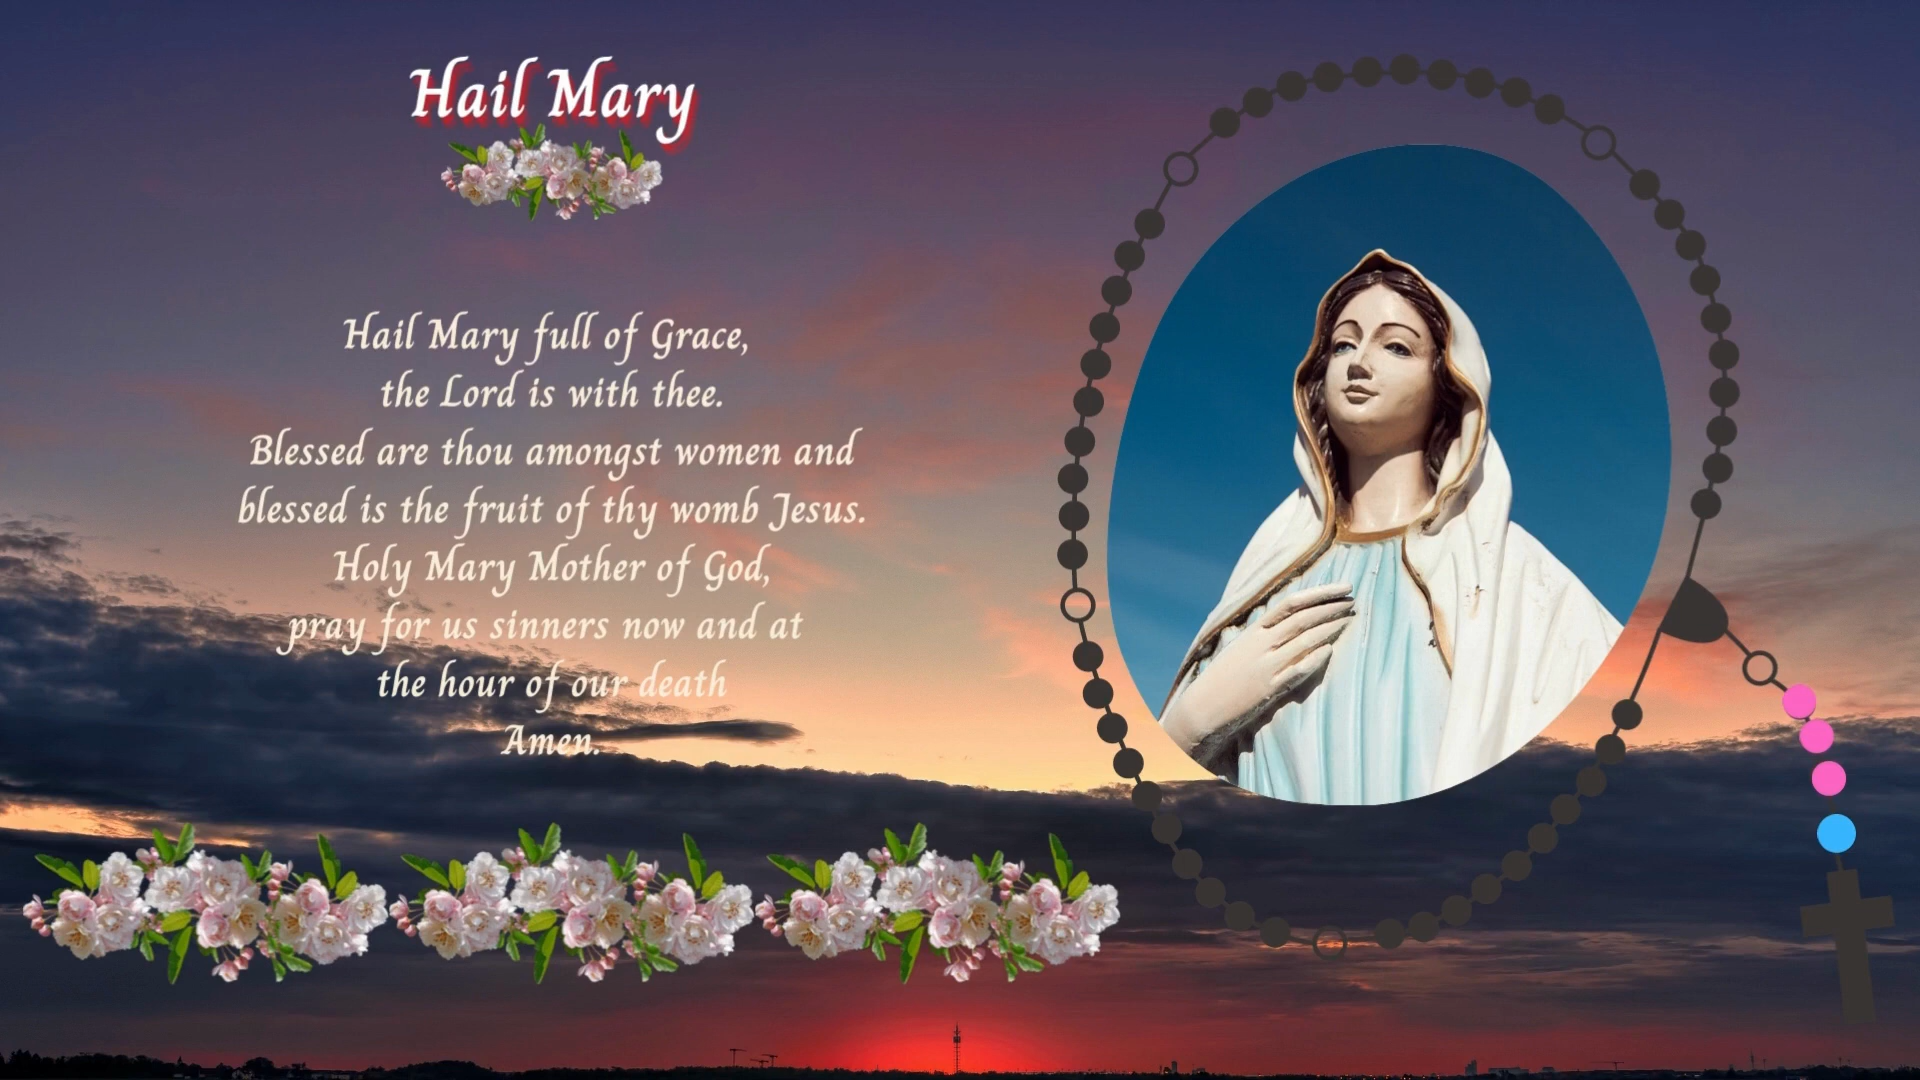 Hail Mary
Hail Mary full of Grace,
the Lord is with thee.
Blessed are thou amongst women and
blessed is the fruit of thy womb Jesus.
Holy Mary Mother of God,
pray for us sinners now and at
the hour of our death
Amen.